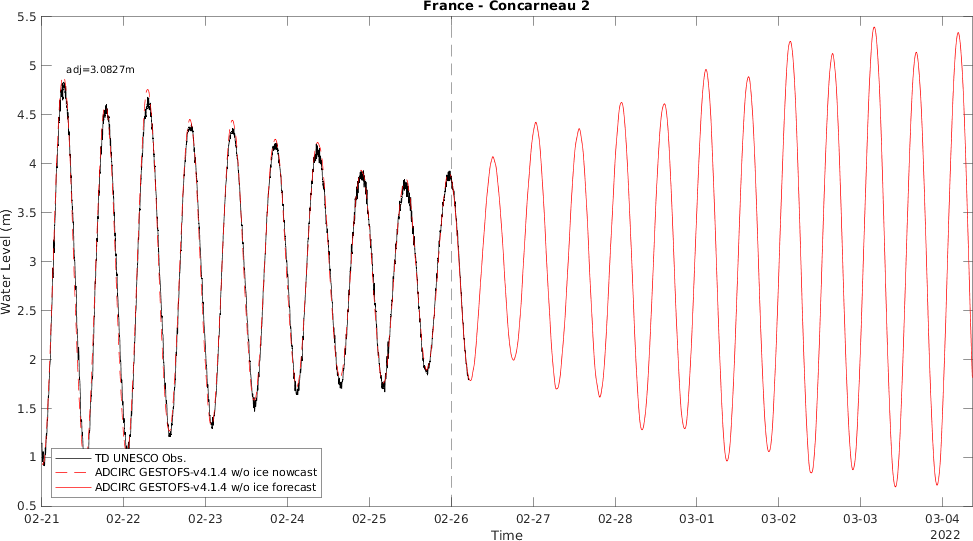 France - Concarneau 2
adj=3.0827m
5.5
5
4.5
4
3.5
3
2.5
2
1.5
1
0.5
Water Level (m)
TD UNESCO Obs.
ADCIRC GESTOFS-v4.1.4 w/o ice nowcast
ADCIRC GESTOFS-v4.1.4 w/o ice forecast
02-21 02-22 02-23 02-24 02-25 02-26 02-27 02-28 03-01 03-02 03-03 03-04
Time 2022